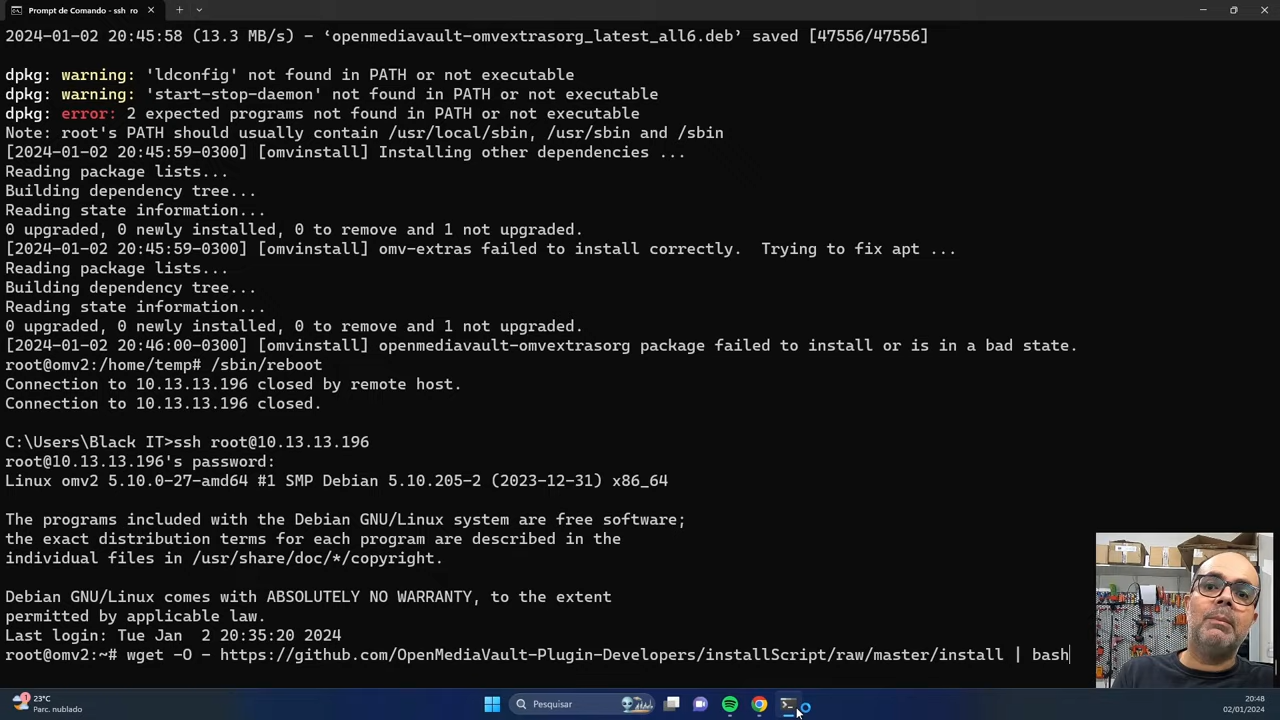 Prompt de Comando - ssh ro
2024-01-02 20:45:58 (13.3 MB/s) - ‘openmediavault-omvextrasorg_latest_all6.deb’ saved [47556/47556]
dpkg: warning: 'ldconfig' not found in PATH or not executable
dpkg: warning: 'start-stop-daemon' not found in PATH or not executable
dpkg: error: 2 expected programs not found in PATH or not executable
Note: root's PATH should usually contain /usr/local/sbin, /usr/sbin and /sbin
[2024-01-02 20:45:59-0300] [omvinstall] Installing other dependencies ...
Reading package lists...
Building dependency tree...
Reading state information...
0 upgraded, 0 newly installed, 0 to remove and 1 not upgraded.
[2024-01-02 20:45:59-0300] [omvinstall] omv-extras failed to install correctly.  Trying to fix apt ...
Reading package lists...
Building dependency tree...
Reading state information...
0 upgraded, 0 newly installed, 0 to remove and 1 not upgraded.
[2024-01-02 20:46:00-0300] [omvinstall] openmediavault-omvextrasorg package failed to install or is in a bad state.
root@omv2:/home/temp# /sbin/reboot
Connection to 10.13.13.196 closed by remote host.
Connection to 10.13.13.196 closed.
C:\Users\Black IT>ssh root@10.13.13.196
root@10.13.13.196's password:
Linux omv2 5.10.0-27-amd64 #1 SMP Debian 5.10.205-2 (2023-12-31) x86_64
The programs included with the Debian GNU/Linux system are free software;
the exact distribution terms for each program are described in the
individual files in /usr/share/doc/*/copyright.
Debian GNU/Linux comes with ABSOLUTELY NO WARRANTY, to the extent
permitted by applicable law.
Last login: Tue Jan  2 20:35:20 2024
root@omv2:~# wget -O - https://github.com/OpenMediaVault-Plugin-Developers/installScript/raw/master/install | bash
1
23°C
Parc. nublado
Pesquisar
20:48
02/01/2024